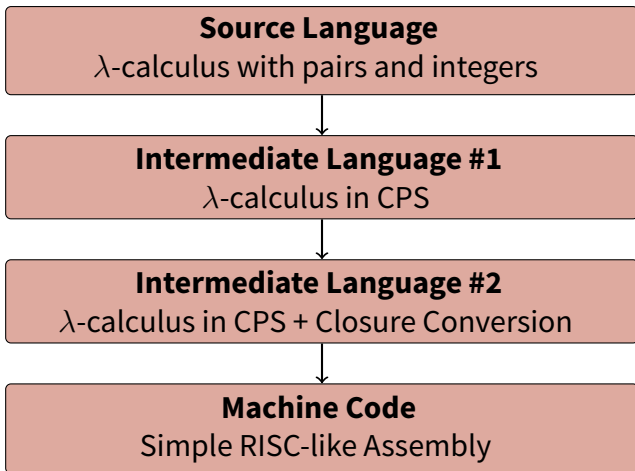 Source Language
λ-calculus with pairs and integers
Intermediate Language #1
λ-calculus in CPS
Intermediate Language #2
λ-calculus in CPS + Closure Conversion
Machine Code
Simple RISC-like Assembly